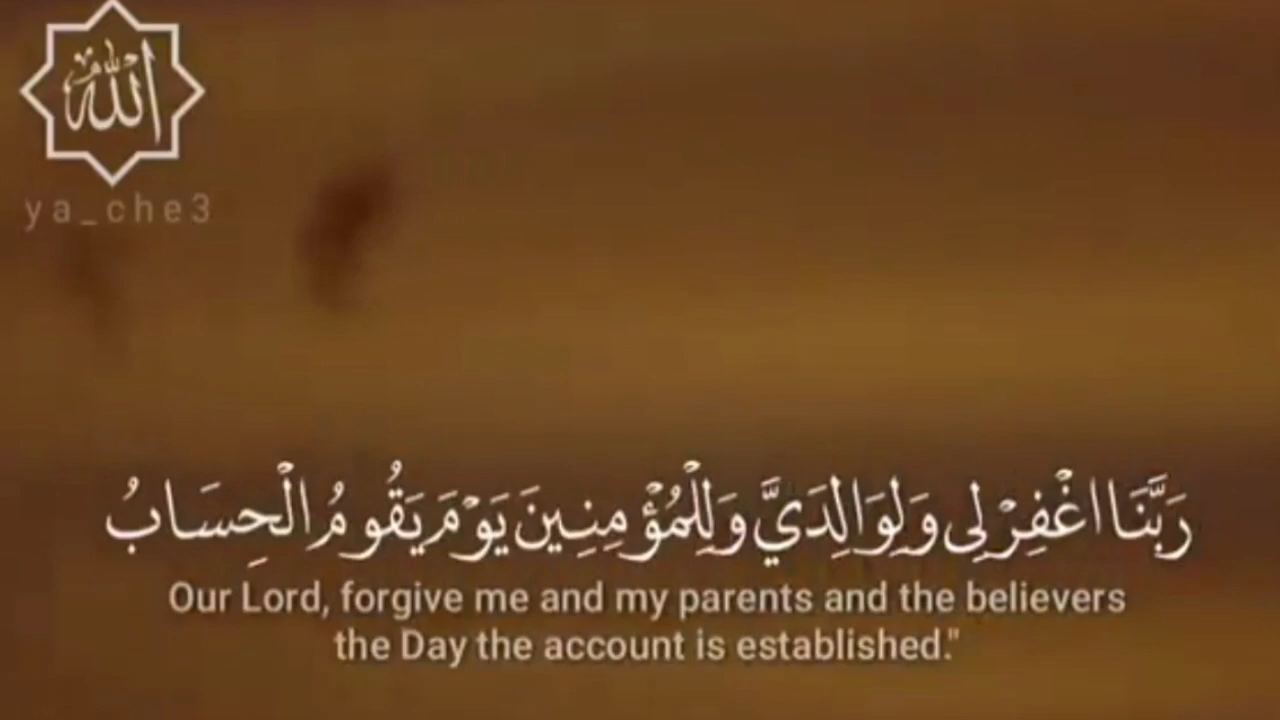 الله
ya_che3
رَبَّنَا اغْفِرْ لِى وَلِوَالِدَيَّ وَلِلْمُؤْمِنِينَ يَوْمَ يَقُومُ الْحِسَابُ
Our Lord, forgive me and my parents and the believers
the Day the account is established."